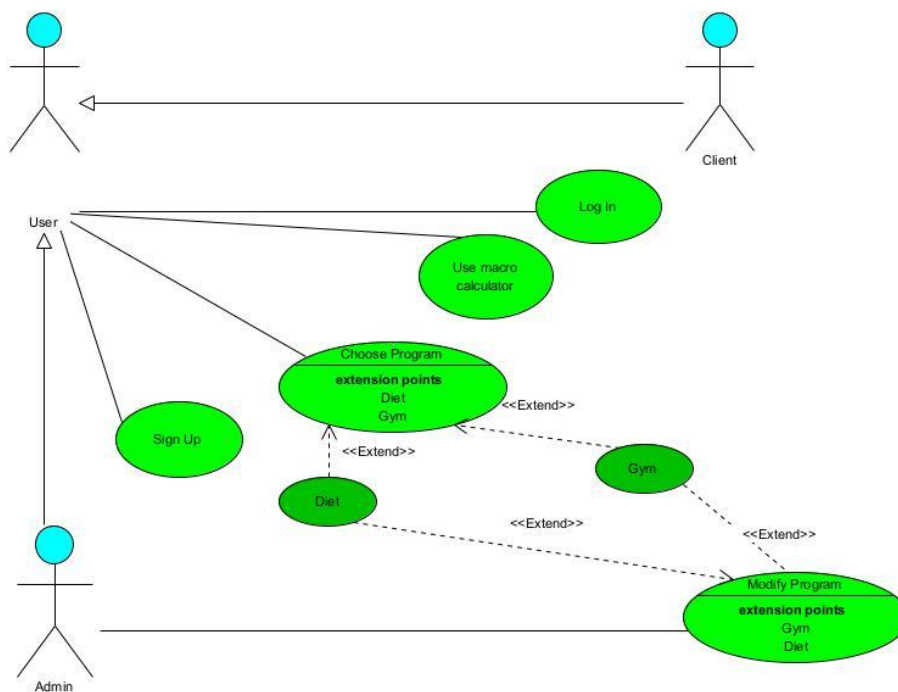 Client
Log In
User
Use macro
calculator
Choose Program
extension points
Diet
Gym
<<Extend>>
Sign Up
<<Extend>>
Gym
Diet
<<Extend>>
<<Extend>>
Modify Program
extension points
Gym
Diet
Admin